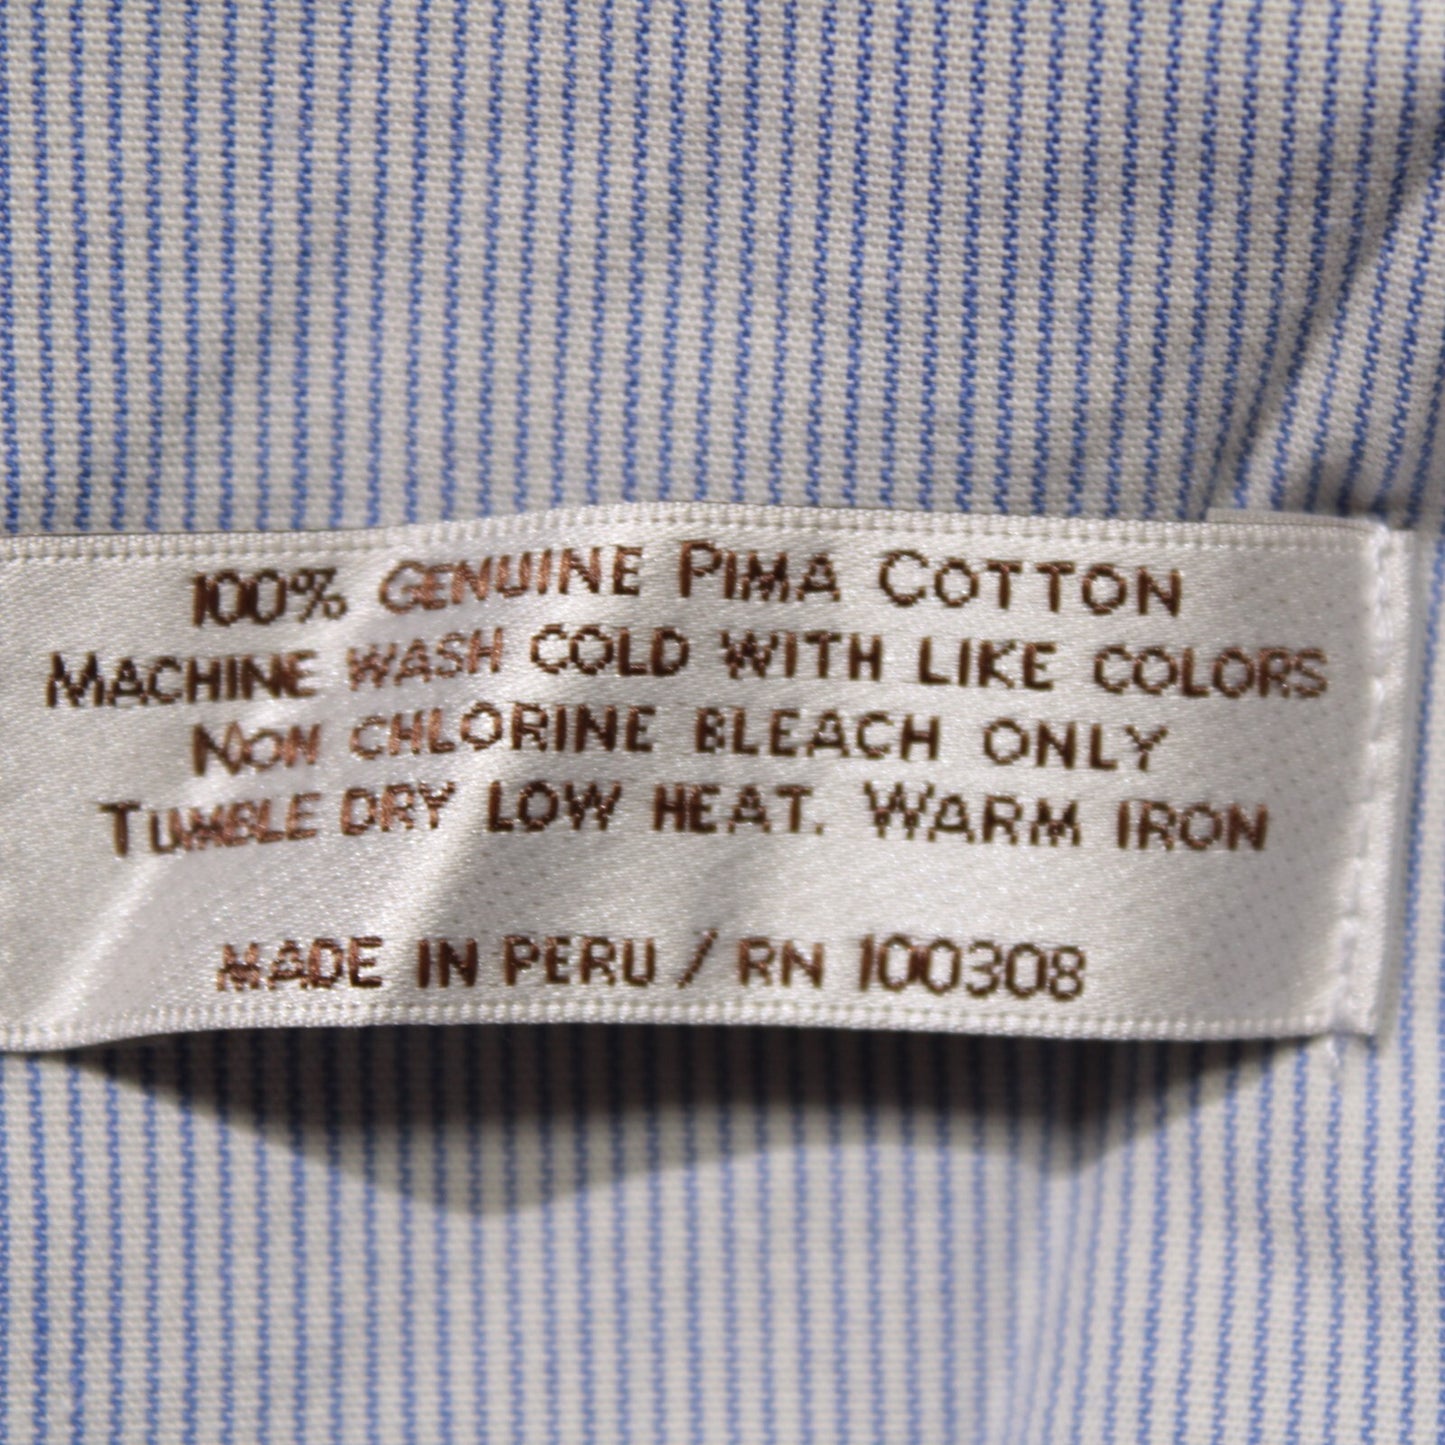 100% GENUINE PIMA COTTON
MACHINE WASH COLD WITH LIKE COLORS
NON CHLORINE BLEACH ONLY
TUMBLE DRY LOW HEAT. WARM IRON
MADE IN PERU / RN 100308